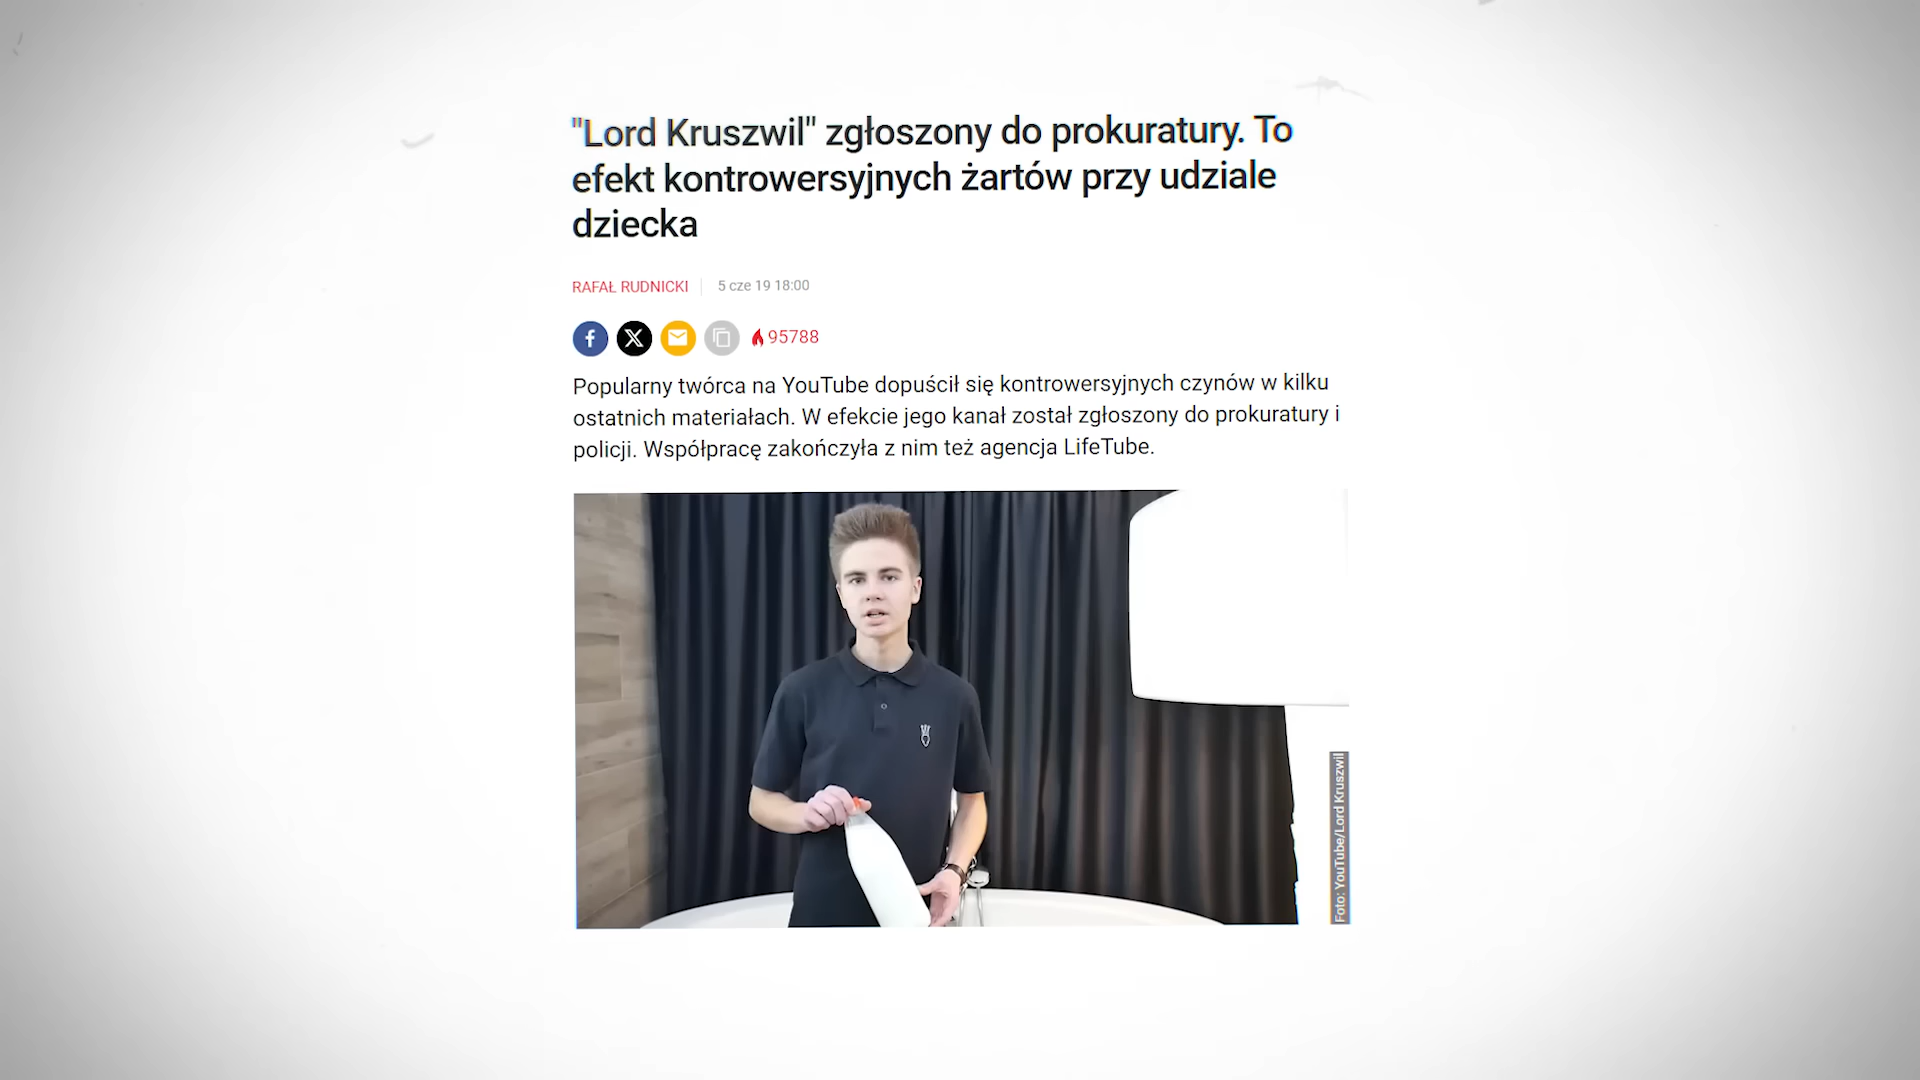 "Lord Kruszwil" zgłoszony do prokuratury. To
efekt kontrowersyjnych żartów przy udziale
dziecka
RAFAŁ RUDNICKI
5 cze 19 18:00
95788
Popularny twórca na YouTube dopuścił się kontrowersyjnych czynów w kilku
ostatnich materiałach. W efekcie jego kanał został zgłoszony do prokuratury i
policji. Współpracę zakończyła z nim też agencja LifeTube.
Foto: YouTube/Lord Kruszwil